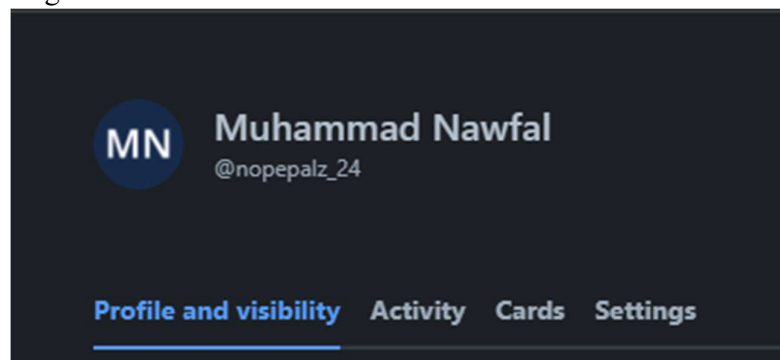 MN
Muhammad Nawfal
@nopepalz_24
Profile and visibility Activity Cards Settings